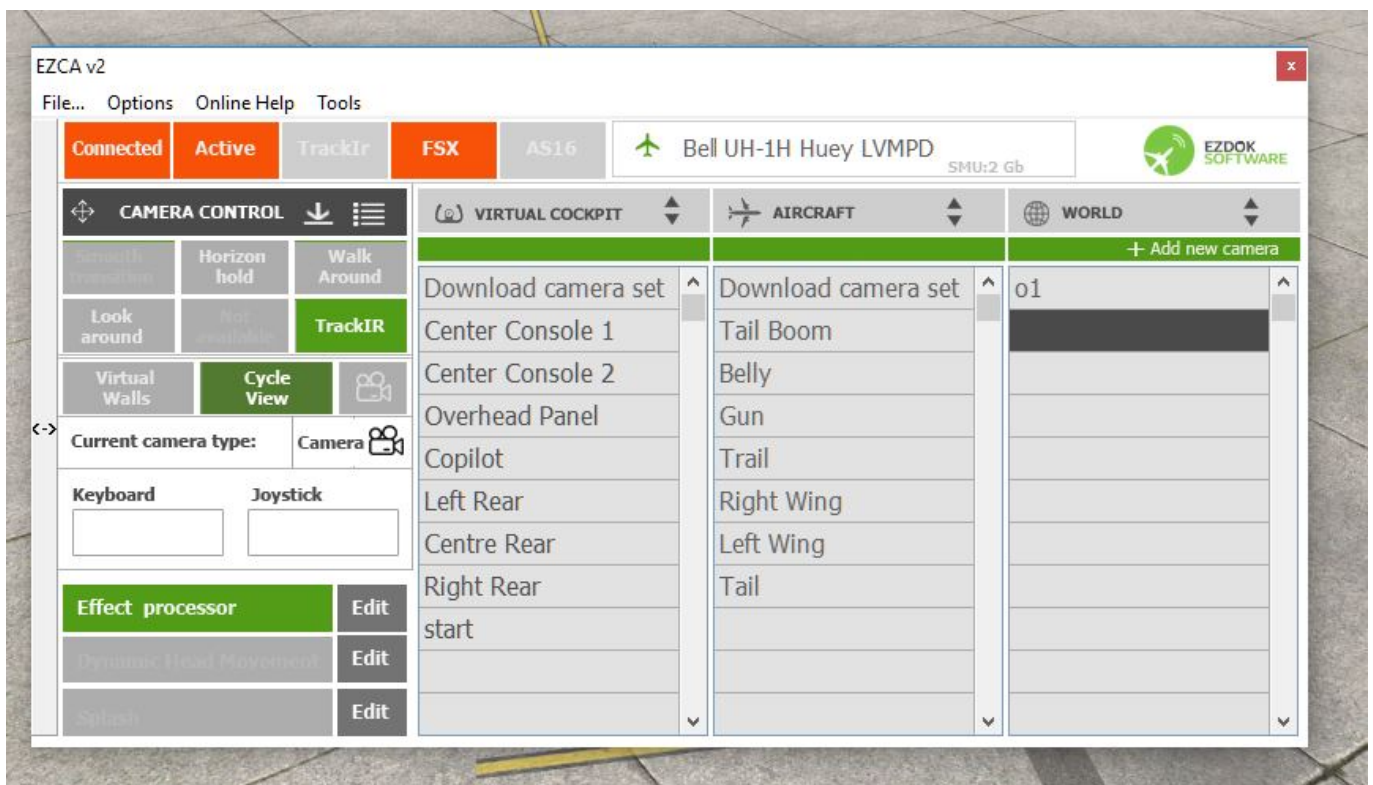 EZCA v2
x
File... Options Online Help Tools
Connected Active TrackIr FSX AS16 Bell UH-1H Huey LVMPD SMU:2 Gb
EZDOK
SOFTWARE
CAMERA CONTROL
Smooth
transition
Horizon
hold
Walk
Around
Look
around
Not
available
TrackIR
Virtual
Walls
Cycle
View
<->
Current camera type: Camera
Keyboard Joystick
Effect processor Edit
Dynamic Head Movement Edit
Splash Edit
VIRTUAL COCKPIT
Download camera set
Center Console 1
Center Console 2
Overhead Panel
Copilot
Left Rear
Centre Rear
Right Rear
start
AIRCRAFT
Download camera set
Tail Boom
Belly
Gun
Trail
Right Wing
Left Wing
Tail
WORLD
+ Add new camera
o1